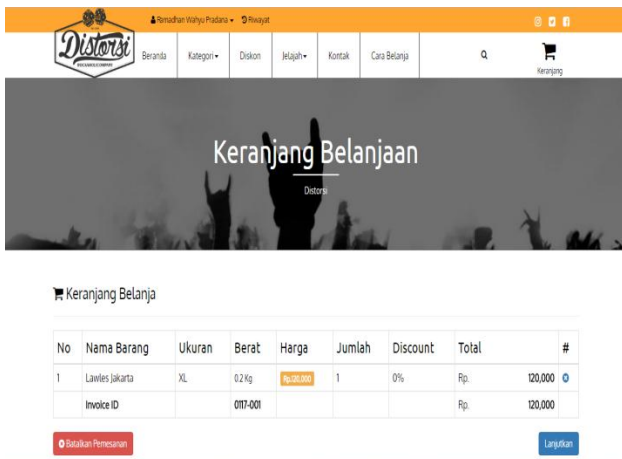 Ramadhan Wahyu Pradana Riwayat
Distorsi
Beranda Kategori Diskon Jelajah Kontak Cara Belanja Keranjang
Keranjang Belanjaan
Distorsi
Keranjang Belanja
No Nama Barang Ukuran Berat Harga Jumlah Discount Total #
1 Lawles Jakarta XL 0.2 Kg Rp.120,000 1 0% Rp. 120,000
Invoice ID 0117-001 Rp. 120,000
Batalkan Pemesanan Lanjutkan